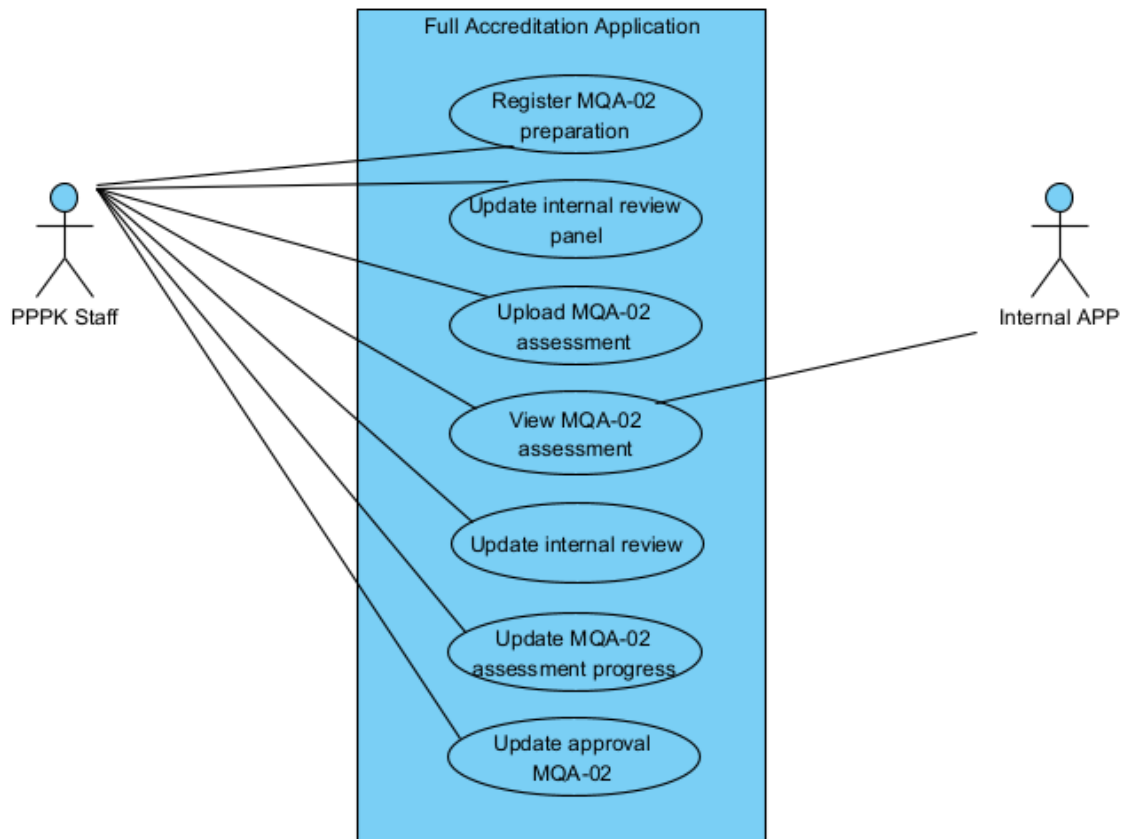 Full Accreditation Application
Register MQA-02
preparation
Update internal review
panel
Upload MQA-02
assessment
View MQA-02
assessment
Update internal review
Update MQA-02
assessment progress
Update approval
MQA-02
PPPK Staff
Internal APP